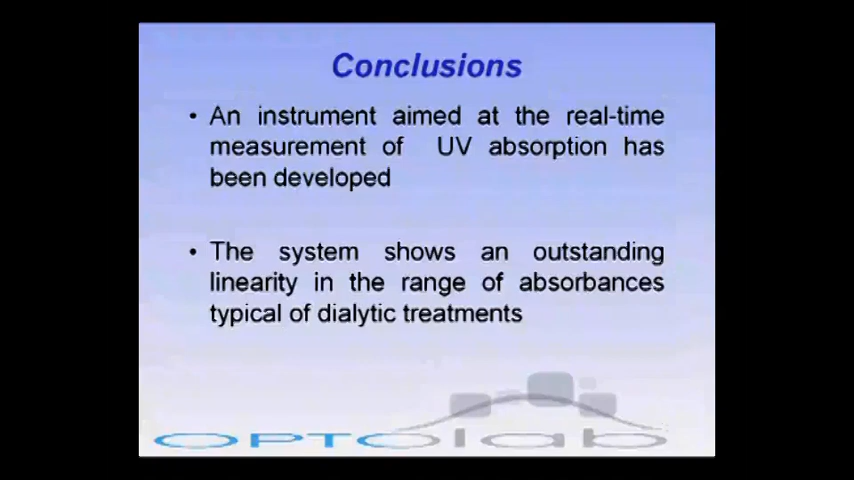 Conclusions
• An instrument aimed at the real-time
measurement of UV absorption has
been developed
• The system shows an outstanding
linearity in the range of absorbances
typical of dialytic treatments
OPTOlab